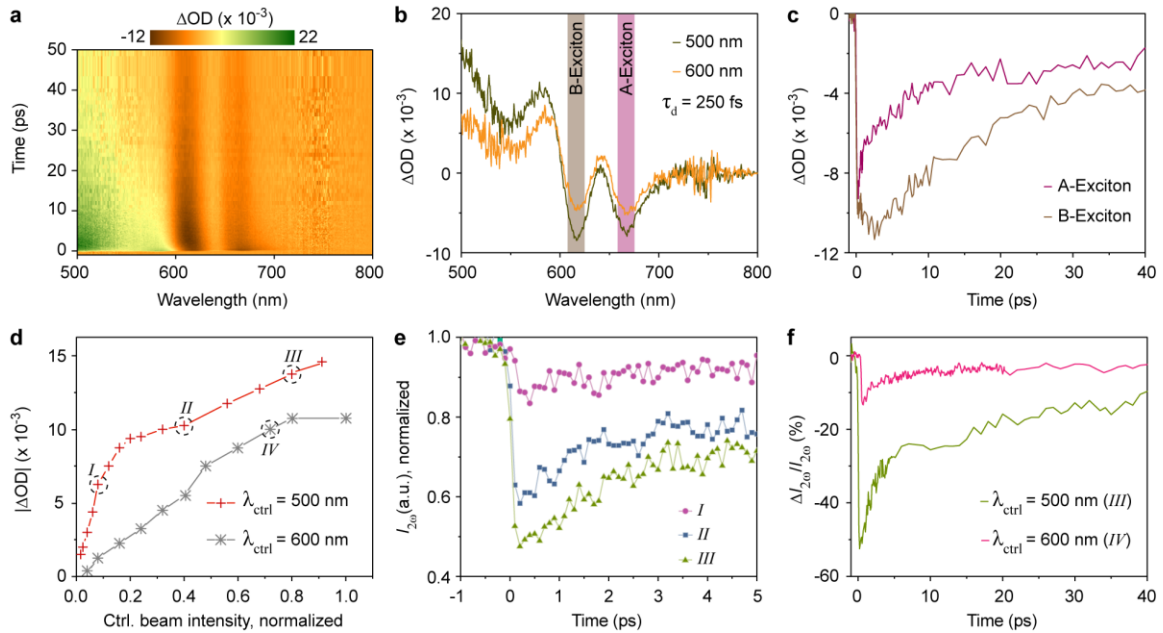 a
ΔOD (x 10⁻³)
-12 22
50
40
30
20
10
0
Time (ps)
500 600 700 800
Wavelength (nm)
b
B-Exciton
A-Exciton
500 nm
600 nm
τd = 250 fs
20
10
0
-10
ΔOD (x 10⁻³)
500 600 700 800
Wavelength (nm)
c
0
-4
-8
-12
ΔOD (x 10⁻³)
A-Exciton
B-Exciton
0 10 20 30 40
Time (ps)
d
15
10
5
0
|ΔOD| (x 10⁻³)
I
II
III
IV
λctrl = 500 nm
λctrl = 600 nm
0.0 0.2 0.4 0.6 0.8 1.0
Ctrl. beam intensity, normalized
e
1.0
0.8
0.6
0.4
I2ω(a.u.), normalized
I
II
III
-1 0 1 2 3 4 5
Time (ps)
f
0
-20
-40
-60
ΔI2ω/I2ω(%)
λctrl = 500 nm (III)
λctrl = 600 nm (IV)
0 10 20 30 40
Time (ps)